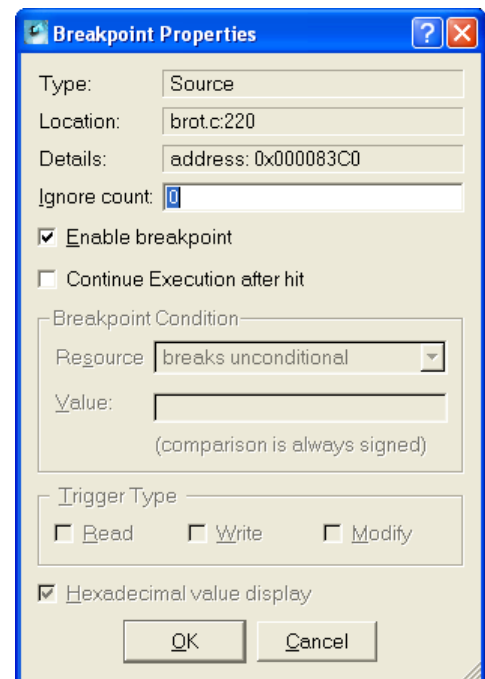 Breakpoint Properties
Type: Source
Location: brot.c:220
Details: address: 0x000083C0
Ignore count: 0
Enable breakpoint
Continue Execution after hit
Breakpoint Condition
Resource breaks unconditional
Value:
(comparison is always signed)
Trigger Type
Read Write Modify
Hexadecimal value display
OK Cancel